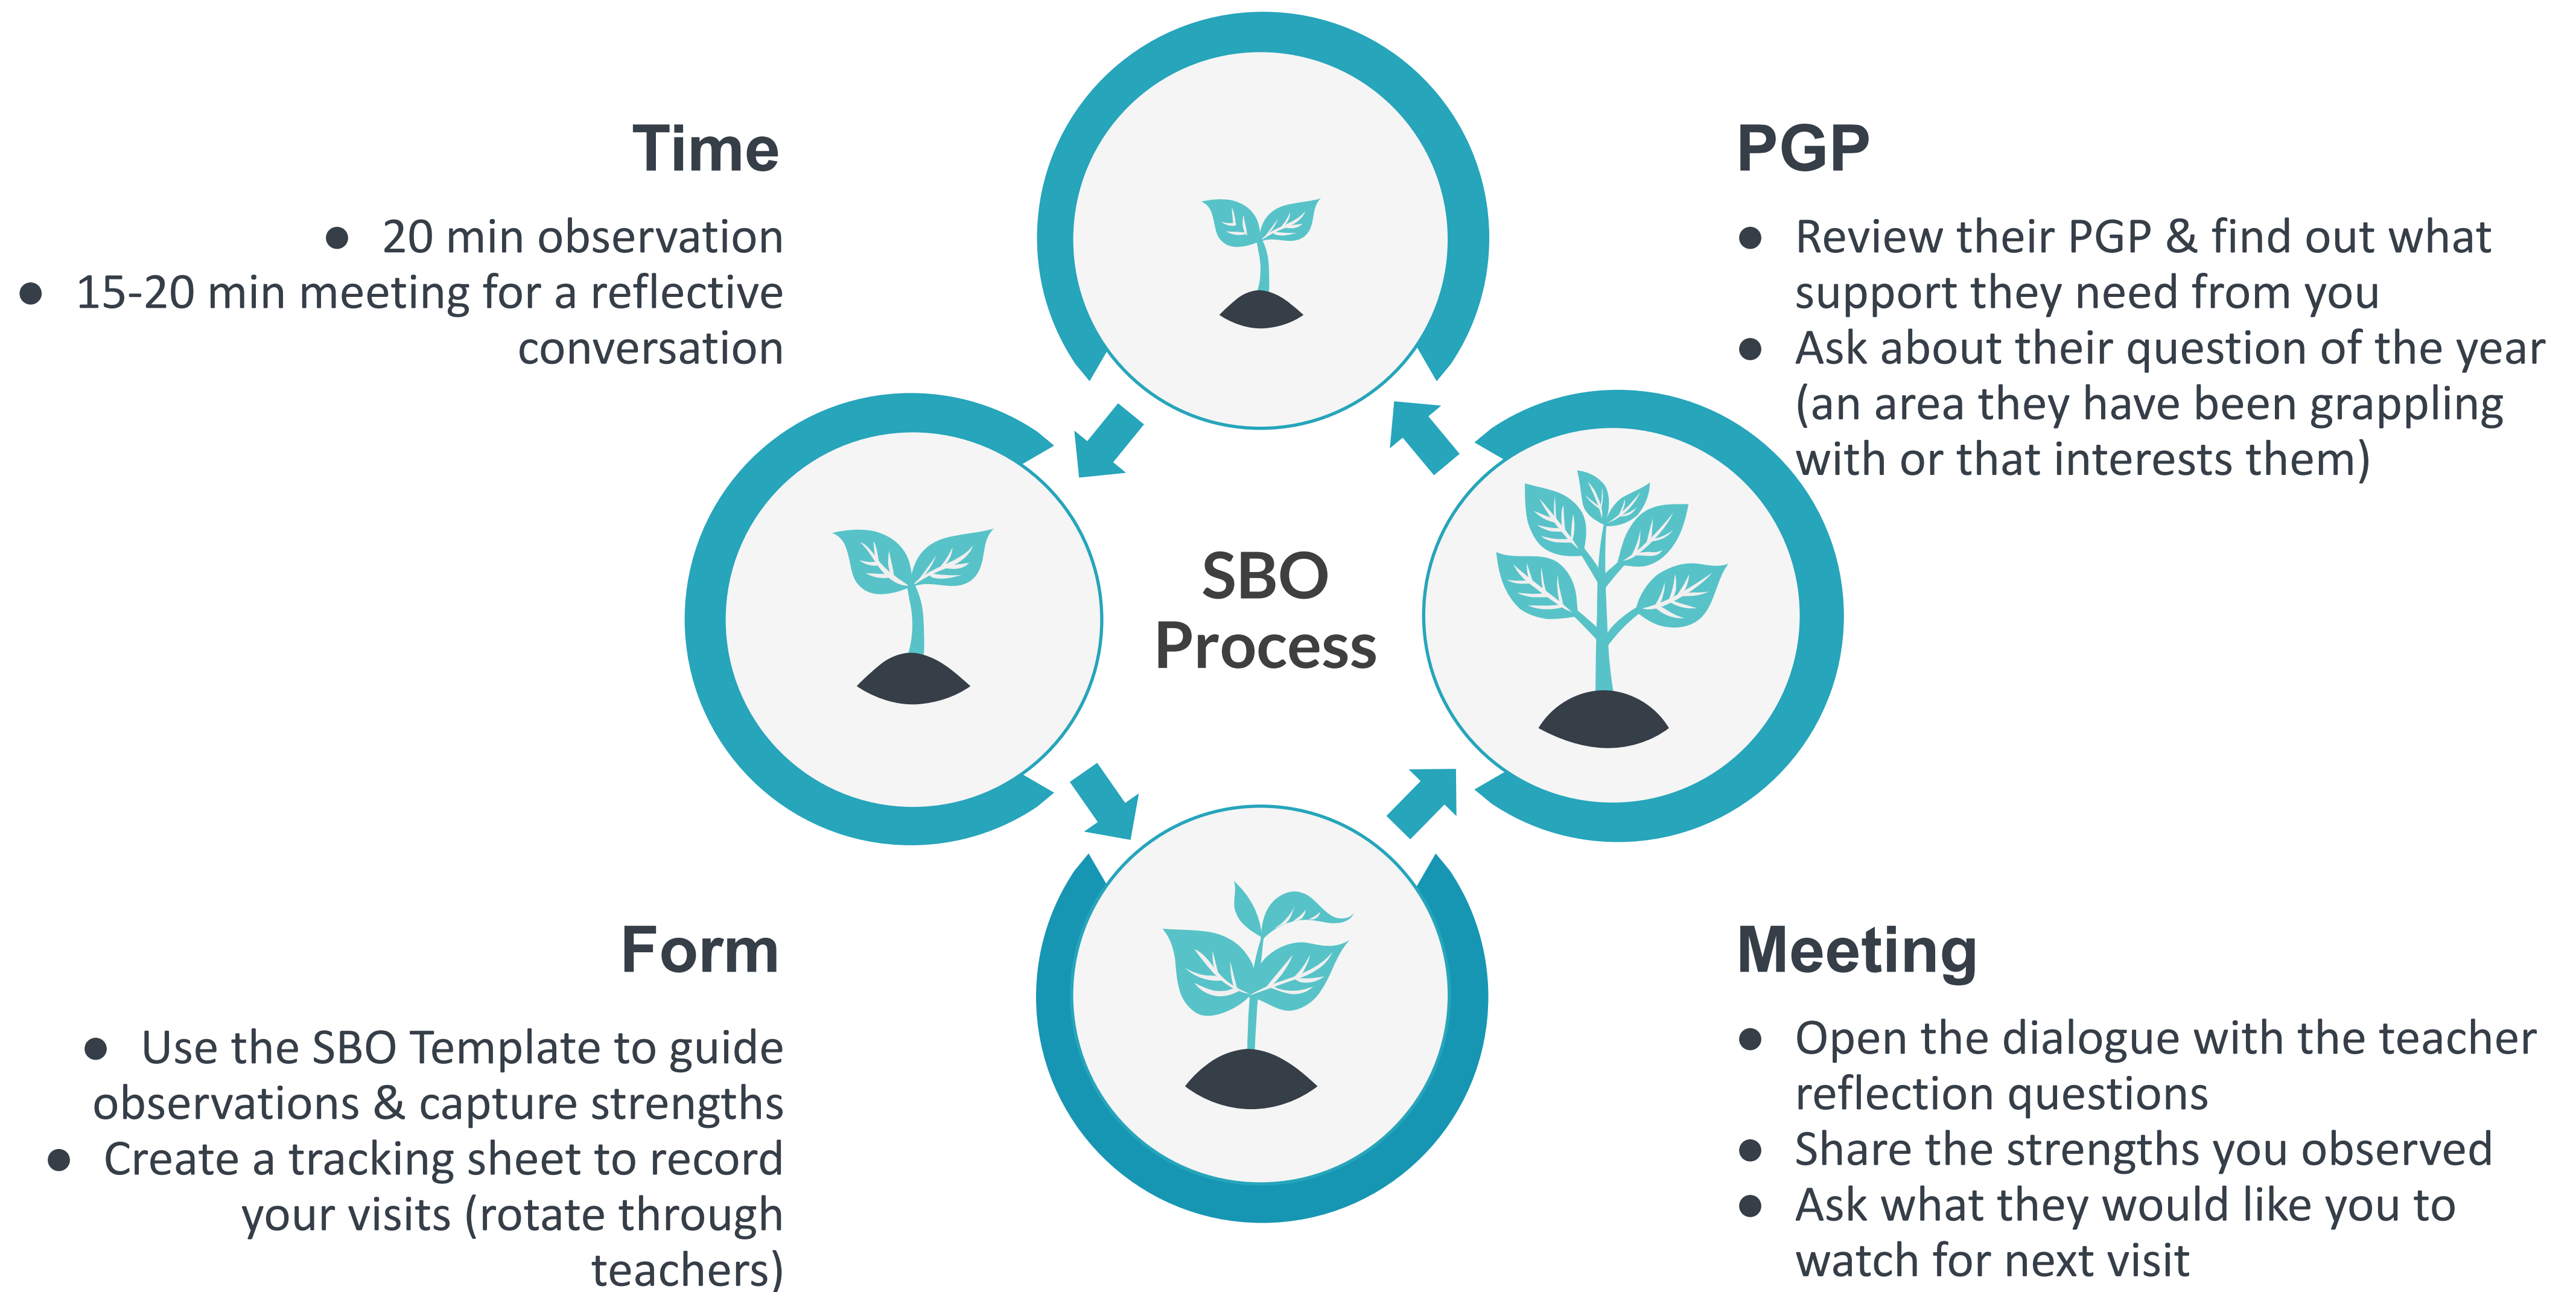 Time
● 20 min observation
● 15-20 min meeting for a reflective
conversation
PGP
● Review their PGP & find out what
support they need from you
● Ask about their question of the year
(an area they have been grappling
with or that interests them)
SBO
Process
Form
● Use the SBO Template to guide
observations & capture strengths
● Create a tracking sheet to record
your visits (rotate through
teachers)
Meeting
● Open the dialogue with the teacher
reflection questions
● Share the strengths you observed
● Ask what they would like you to
watch for next visit